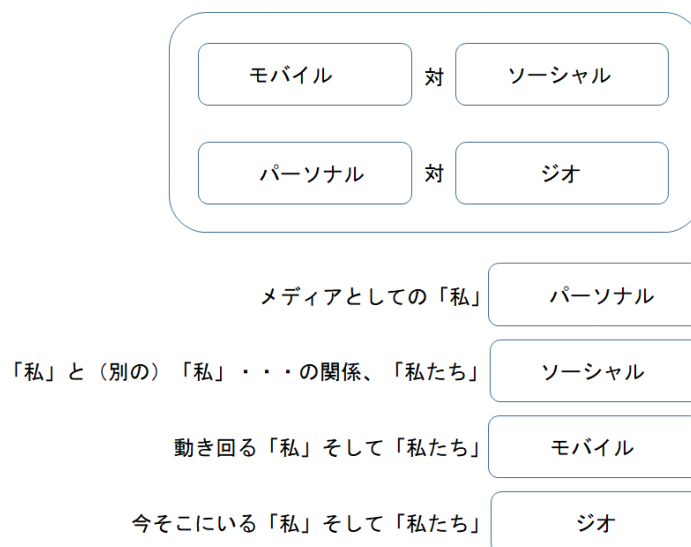 モバイル 対 ソーシャル
パーソナル 対 ジオ
メディアとしての「私」 パーソナル
「私」と（別の）「私」・・・の関係、「私たち」 ソーシャル
動き回る「私」そして「私たち」 モバイル
今そこにいる「私」そして「私たち」 ジオ